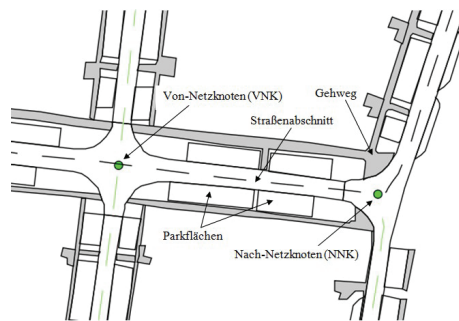 Gehweg
Von-Netzknoten (VNK)
Straßenabschnitt
Parkflächen
Nach-Netzknoten (NNK)